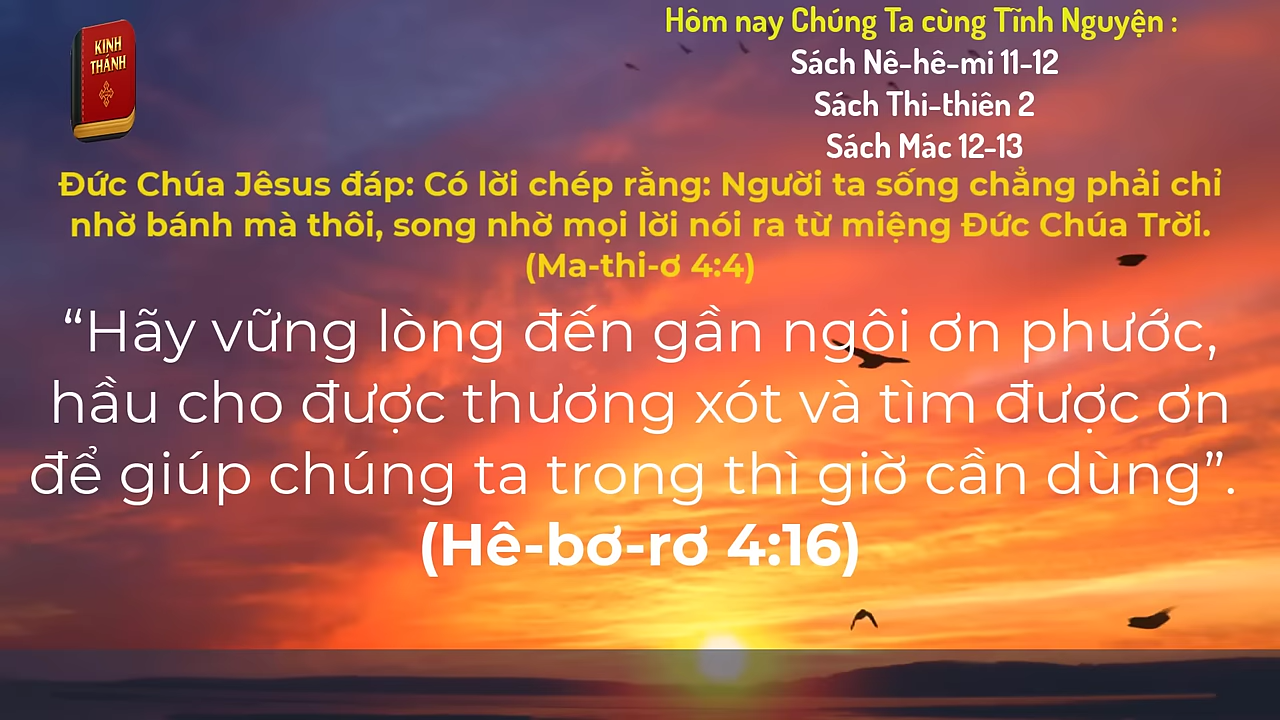 KINH
THÁNH
Hôm nay Chúng Ta cùng Tĩnh Nguyện :
Sách Nê-hê-mi 11-12
Sách Thi-thiên 2
Sách Mác 12-13
Đức Chúa Jêsus đáp: Có lời chép rằng: Người ta sống chẳng phải chỉ
nhờ bánh mà thôi, song nhờ mọi lời nói ra từ miệng Đức Chúa Trời.
(Ma-thi-ơ 4:4)
“Hãy vững lòng đến gần ngôi ơn phước,
hầu cho được thương xót và tìm được ơn
để giúp chúng ta trong thì giờ cần dùng”.
(Hê-bơ-rơ 4:16)